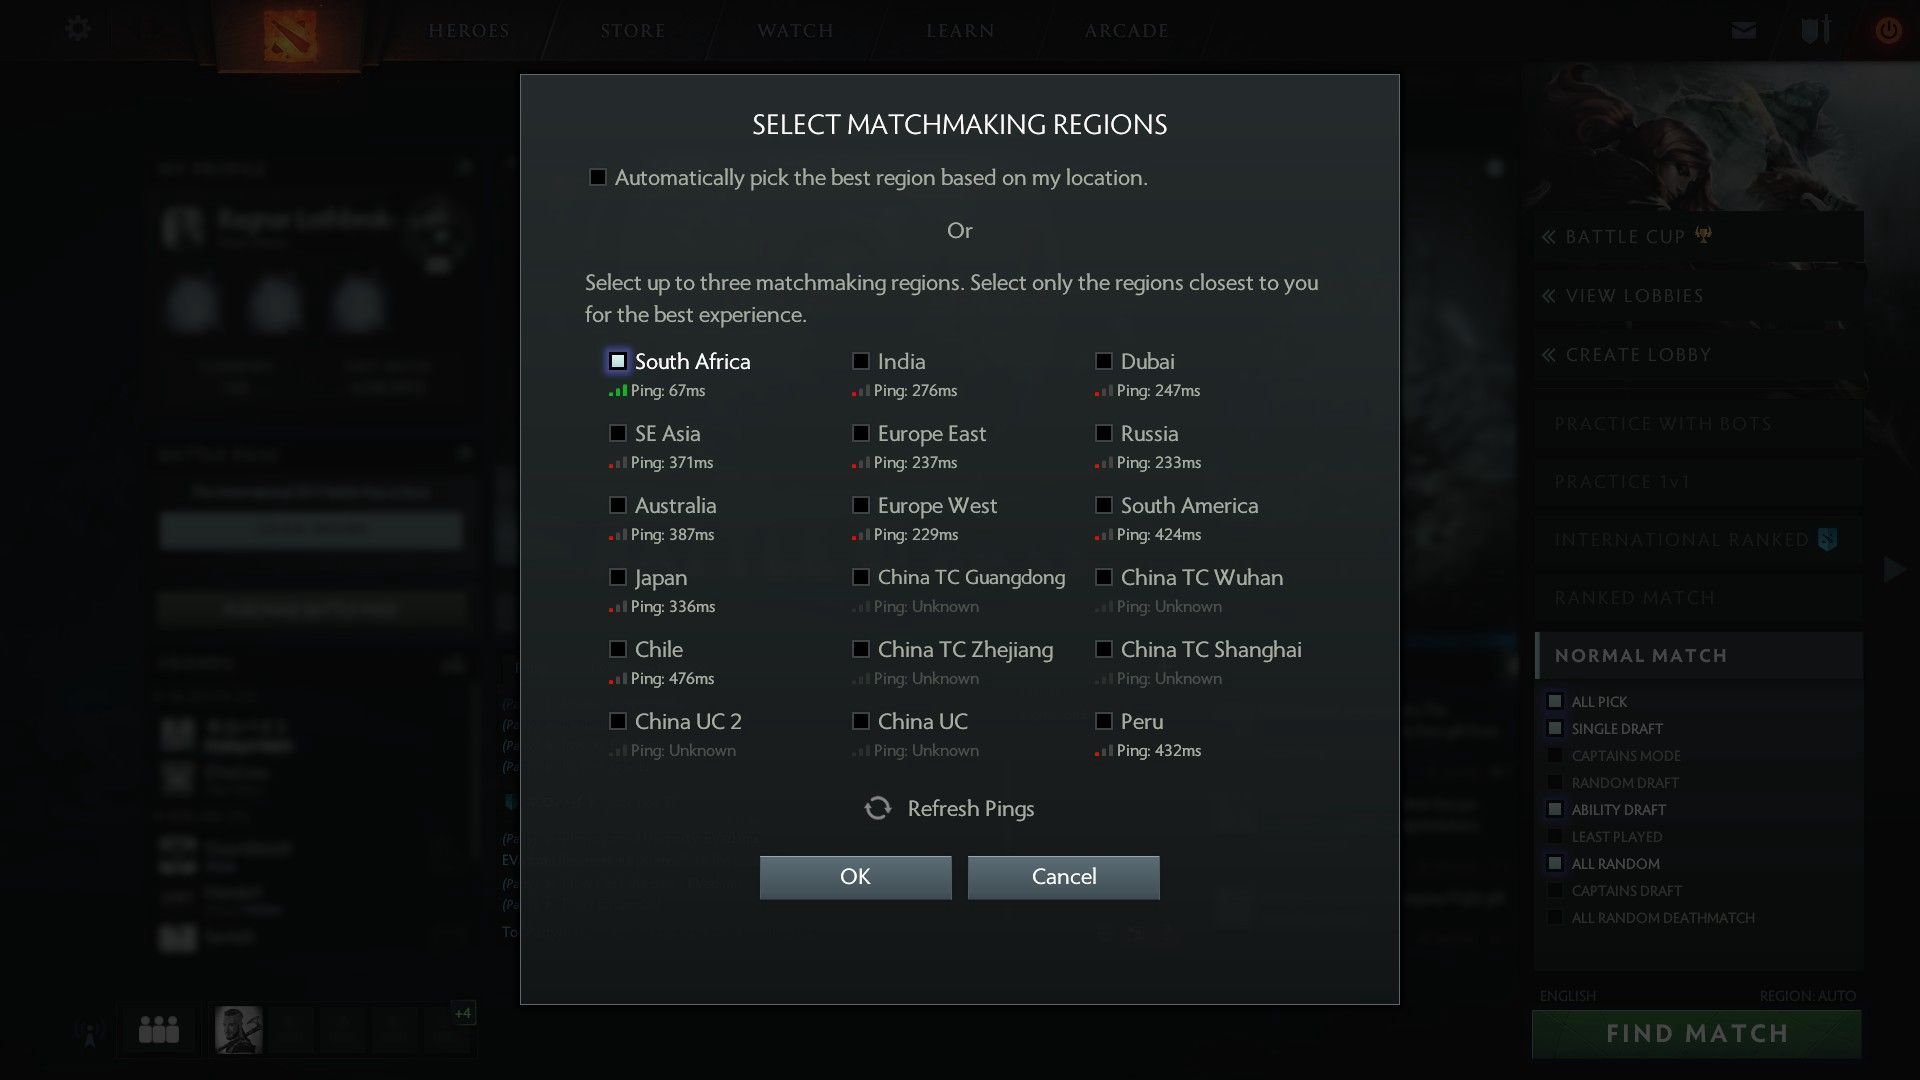 HEROES
STORE
WATCH
LEARN
ARCADE
SELECT MATCHMAKING REGIONS
Automatically pick the best region based on my location.
Or
Select up to three matchmaking regions. Select only the regions closest to you
for the best experience.
South Africa
Ping: 67ms
India
Ping: 276ms
Dubai
Ping: 247ms
SE Asia
Ping: 371ms
Europe East
Ping: 237ms
Russia
Ping: 233ms
Australia
Ping: 387ms
Europe West
Ping: 229ms
South America
Ping: 424ms
Japan
Ping: 336ms
China TC Guangdong
Ping: Unknown
China TC Wuhan
Ping: Unknown
Chile
Ping: 476ms
China TC Zhejiang
Ping: Unknown
China TC Shanghai
Ping: Unknown
China UC 2
Ping: Unknown
China UC
Ping: Unknown
Peru
Ping: 432ms
Refresh Pings
OK
Cancel
BATTLE CUP
VIEW LOBBIES
CREATE LOBBY
PRACTICE WITH BOTS
PRACTICE 1v1
INTERNATIONAL RANKED
RANKED MATCH
NORMAL MATCH
ALL PICK
SINGLE DRAFT
CAPTAINS MODE
RANDOM DRAFT
ABILITY DRAFT
LEAST PLAYED
ALL RANDOM
CAPTAINS DRAFT
ALL RANDOM DEATHMATCH
ENGLISH
REGION: AUTO
FIND MATCH
+4